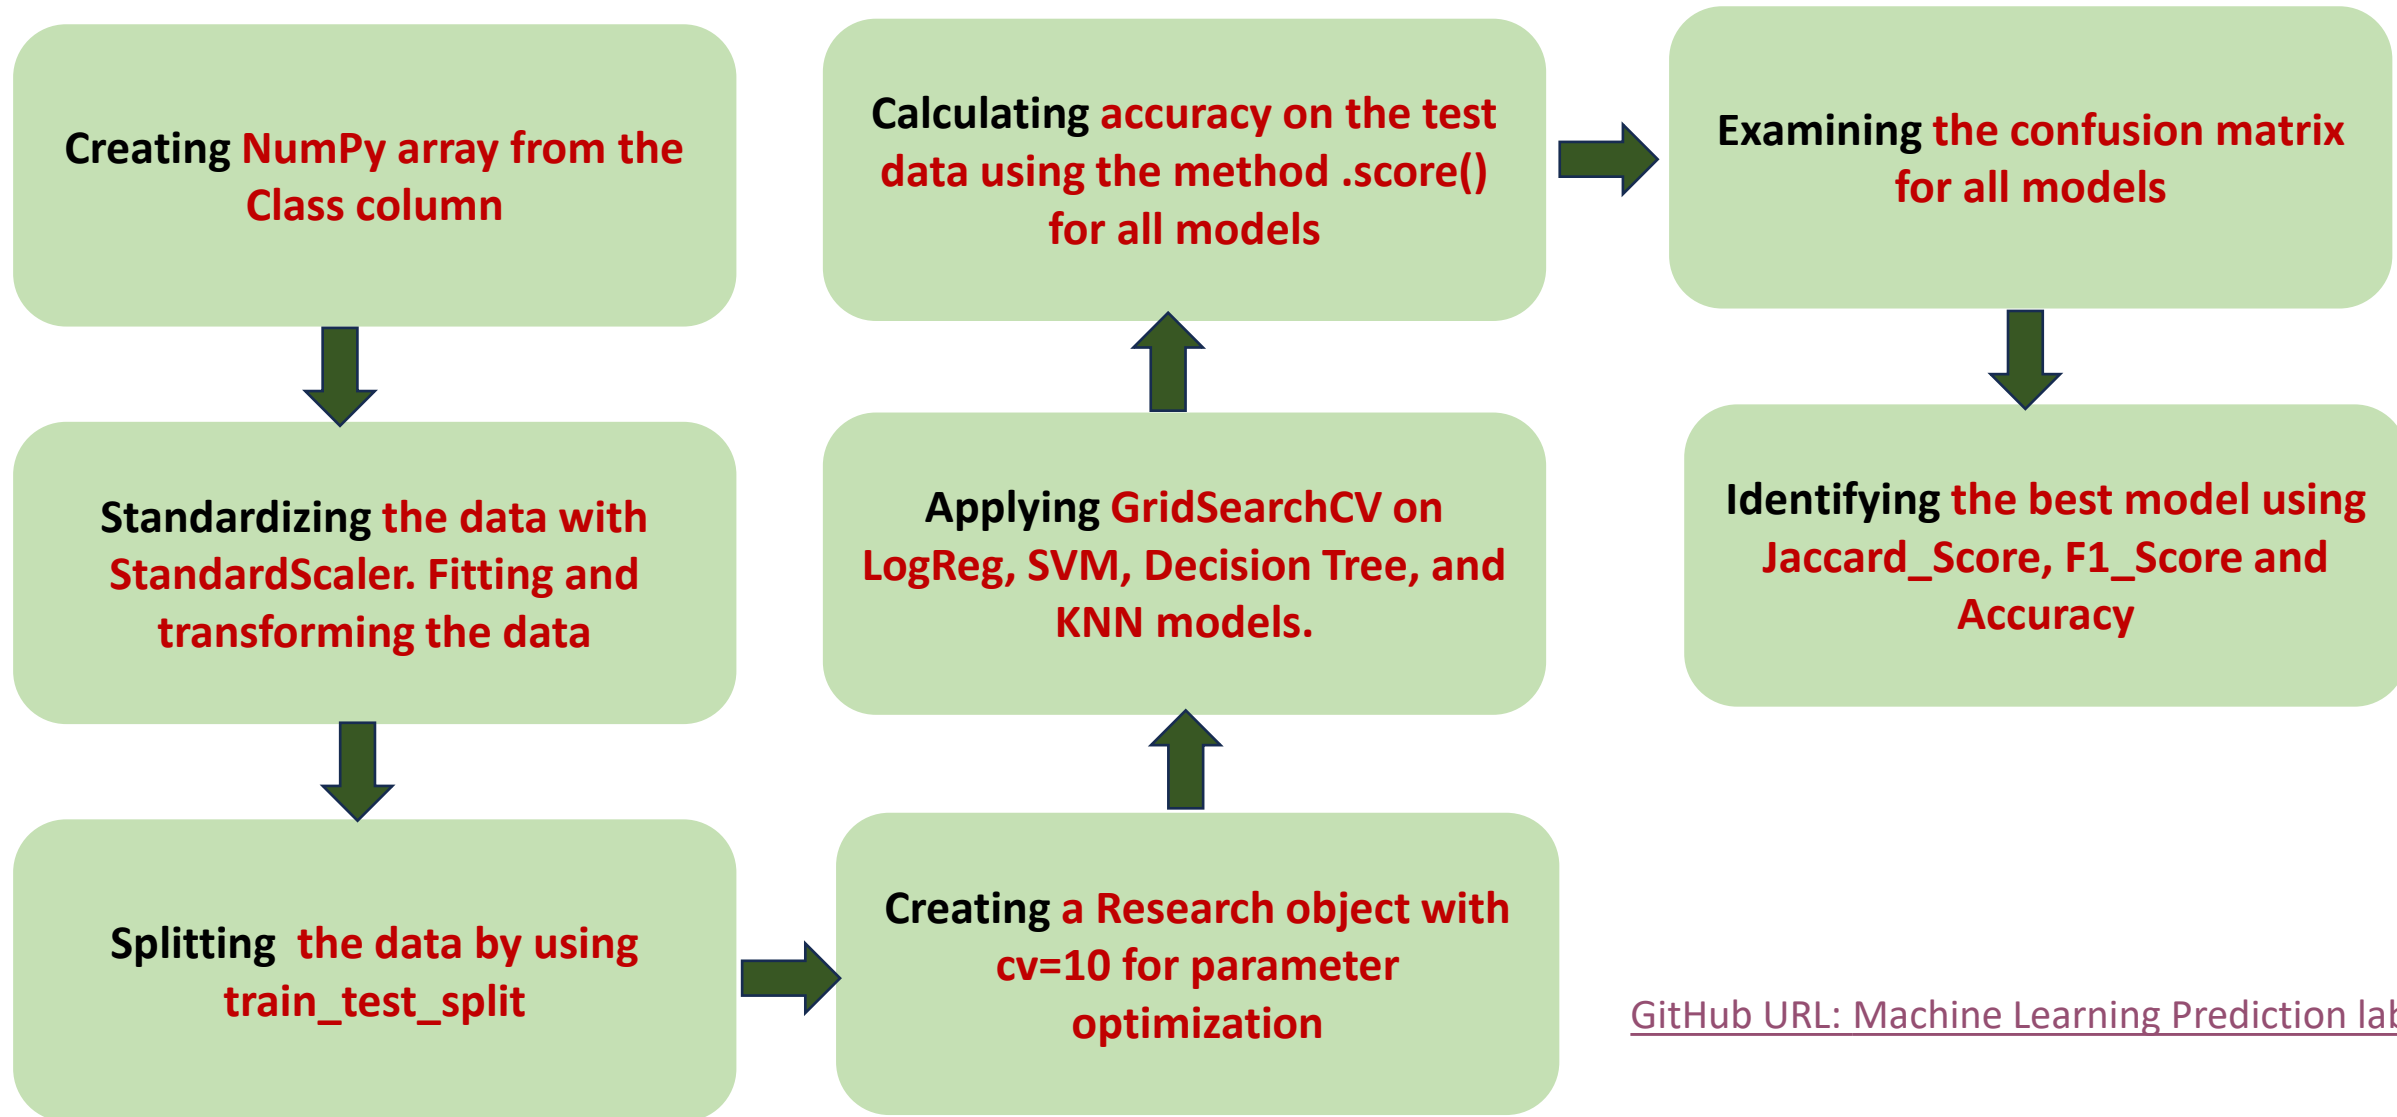 Creating NumPy array from the
Class column
Standardizing the data with
StandardScaler. Fitting and
transforming the data
Splitting the data by using
train_test_split
Creating a Research object with
cv=10 for parameter
optimization
Applying GridSearchCV on
LogReg, SVM, Decision Tree, and
KNN models.
Calculating accuracy on the test
data using the method .score()
for all models
Examining the confusion matrix
for all models
Identifying the best model using
Jaccard_Score, F1_Score and
Accuracy
GitHub URL: Machine Learning Prediction lab